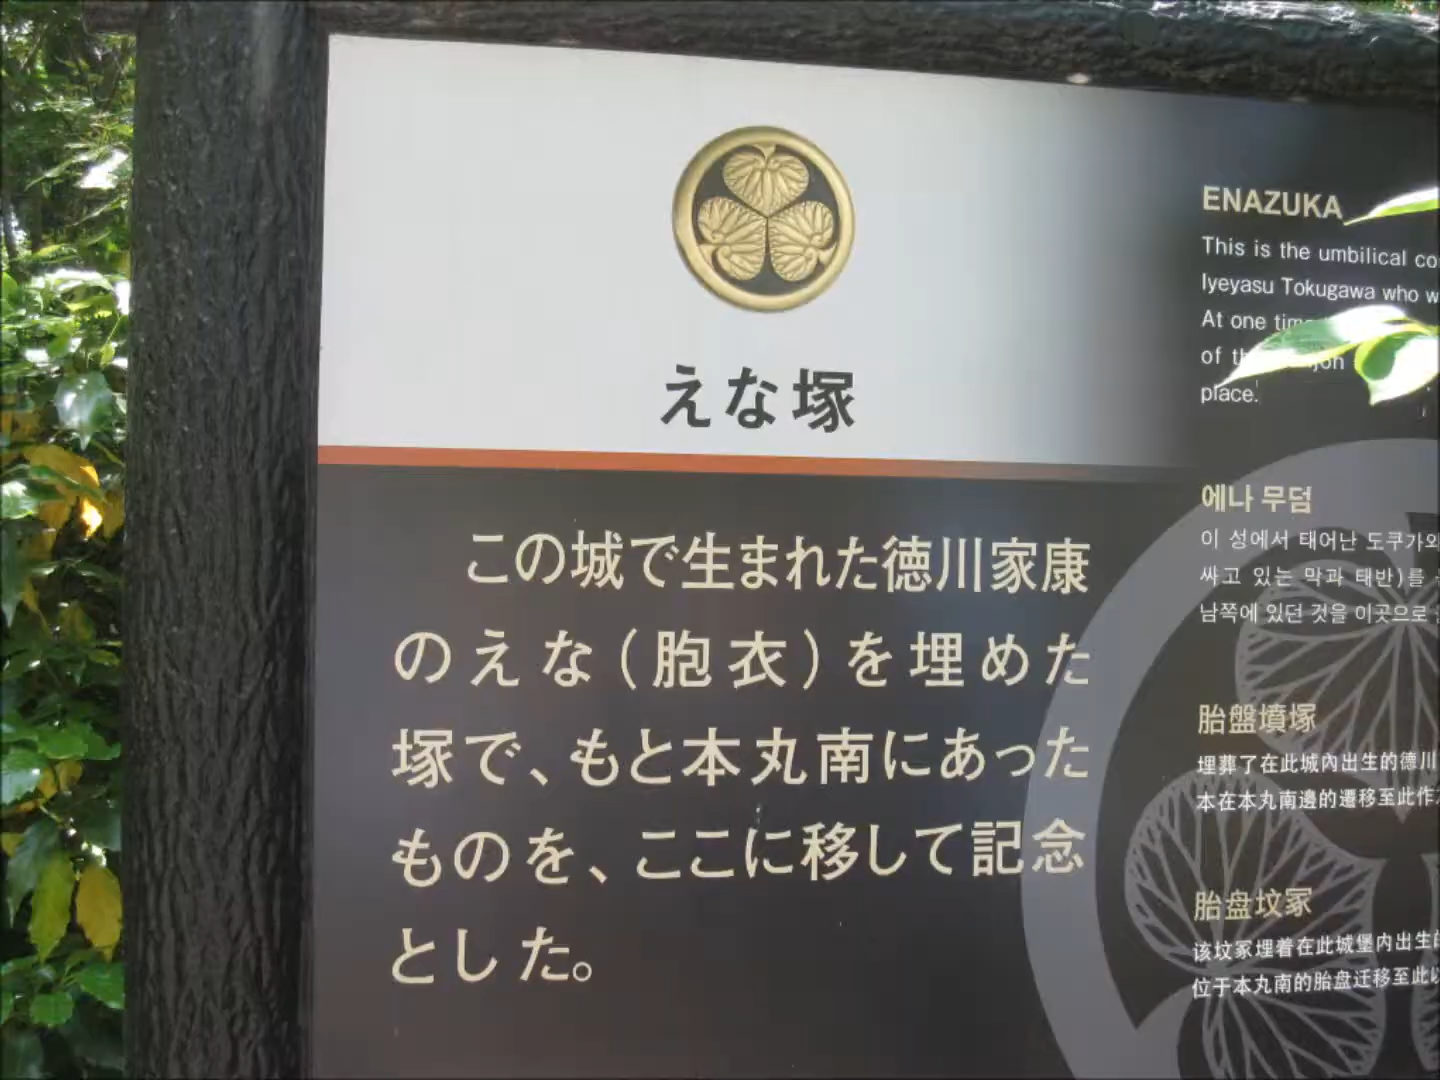 えな塚
この城で生まれた徳川家康
のえな(胞衣)を埋めた
塚で、もと本丸南にあった
ものを、ここに移して記念
とした。
ENAZUKA
This is the umbilical
Iyeyasu Tokugawa who
At one time
of
place.
에나 무덤
이 성에서 태어난 도쿠가와
싸고 있는 막과 태반)를
남쪽에 있던 것을 이곳으로
胎盤墳塚
埋葬了在此城內出生的德川
本在本丸南邊的遷移至此作
胎盘坟冢
该坟冢埋着在此城堡内出生
位于本丸南的胎盘迁移至此以